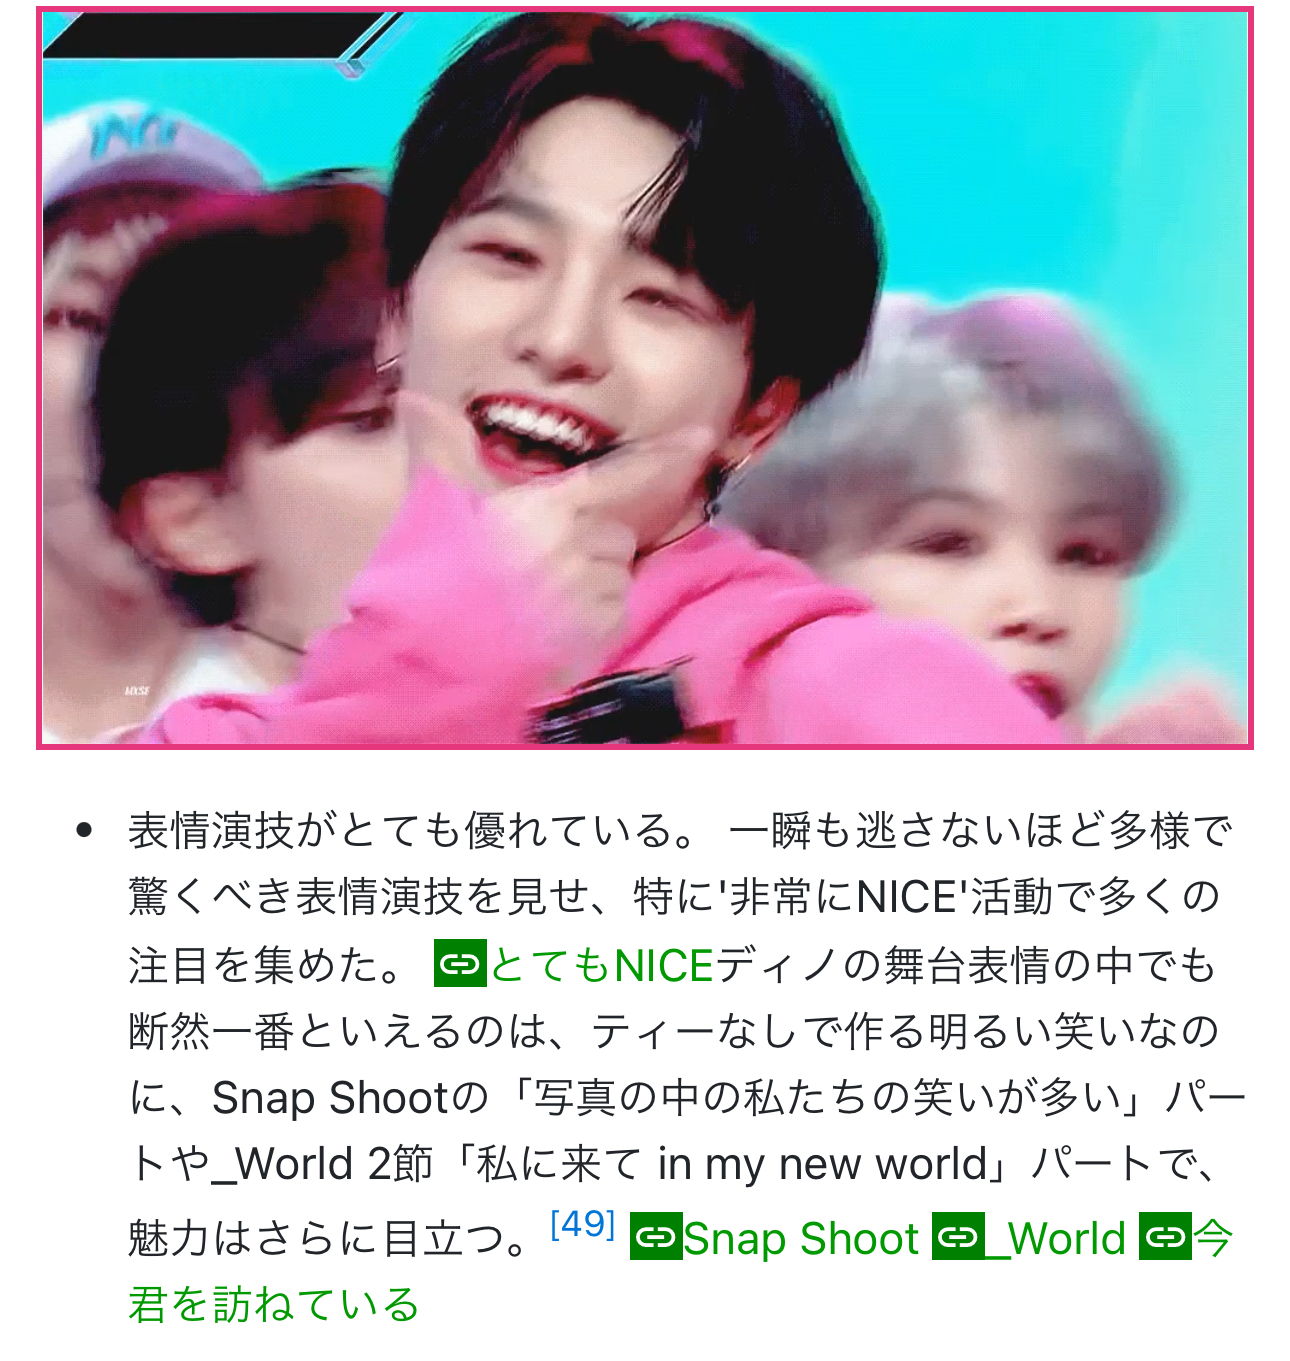 MXSE
• 表情演技がとても優れている。 一瞬も逃さないほど多様で
驚くべき表情演技を見せ、特に'非常にNICE'活動で多くの
注目を集めた。 とてもNICEディノの舞台表情の中でも
断然一番といえるのは、ティーなしで作る明るい笑いなの
に、Snap Shootの「写真の中の私たちの笑いが多い」パー
トや_World 2節「私に来て in my new world」パートで、
魅力はさらに目立つ。[49] Snap Shoot _World 今
君を訪ねている